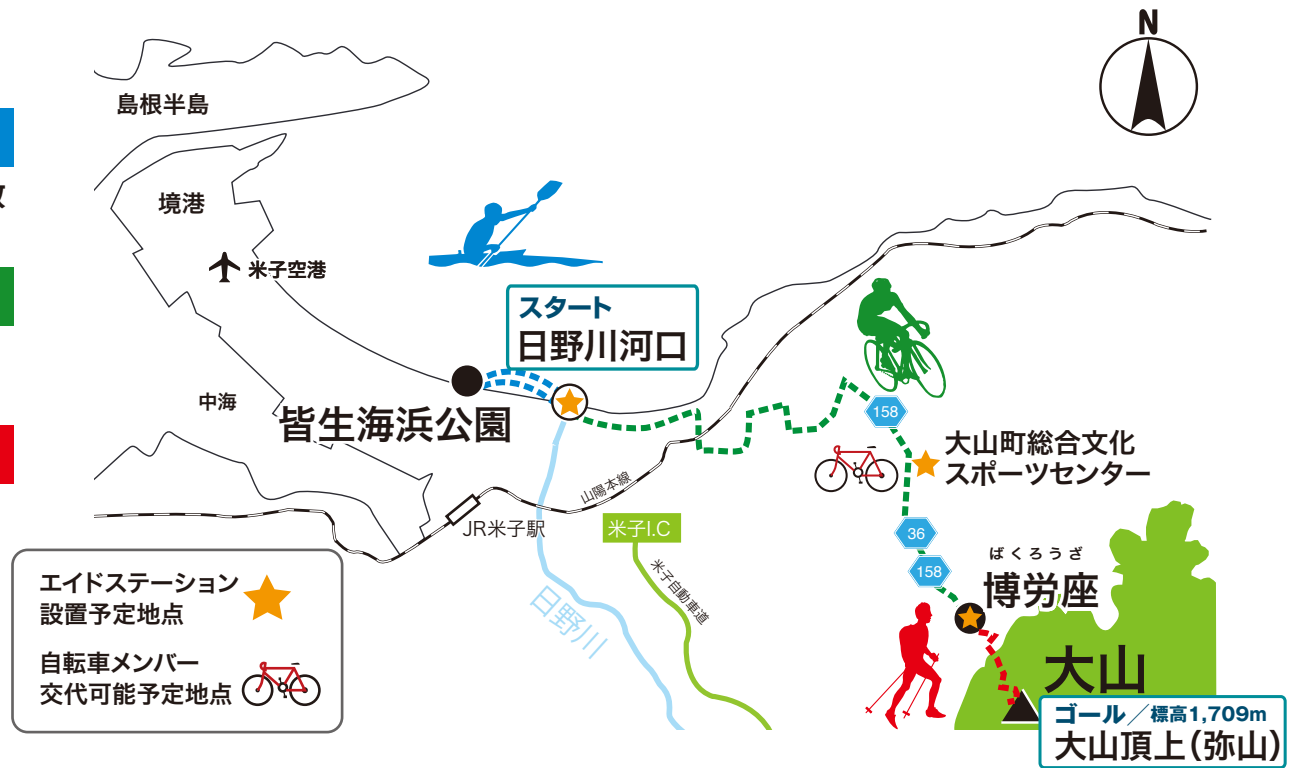 N
島根半島
境港
米子空港
スタート
日野川河口
中海
皆生海浜公園
158
大山町総合文化
スポーツセンター
山陽本線
JR米子駅
米子I.C
36
米子自動車道
158
ばくろうざ
博労座
日野川
大山
ゴール／標高1,709m
大山頂上（弥山）
エイドステーション
設置予定地点
自転車メンバー
交代可能予定地点